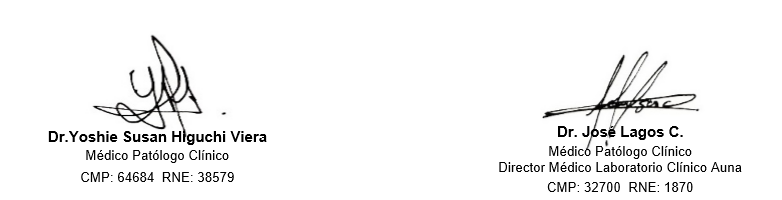 Dr.Yoshie Susan Higuchi Viera
Médico Patólogo Clínico
CMP: 64684 RNE: 38579
Dr. José Lagos C.
Médico Patólogo Clínico
Director Médico Laboratorio Clínico Auna
CMP: 32700 RNE: 1870